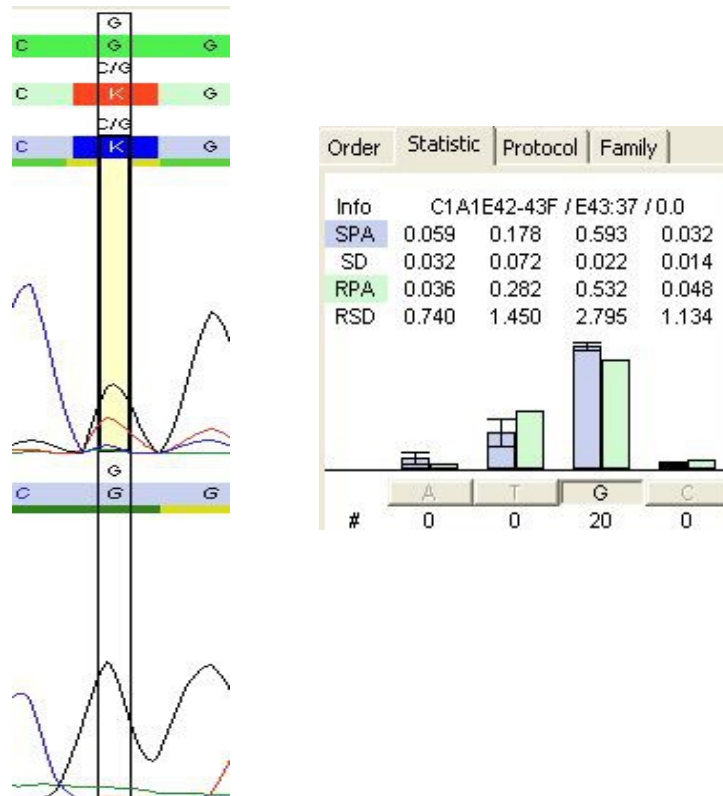 G
C G G
C/G
C K G
C/G
C K G
G
C G G
Order Statistic Protocol Family
Info C1A1E42-43F / E43:37 / 0.0
SPA 0.059 0.178 0.593 0.032
SD 0.032 0.072 0.022 0.014
RPA 0.036 0.282 0.532 0.048
RSD 0.740 1.450 2.795 1.134
A T G C
# 0 0 20 0